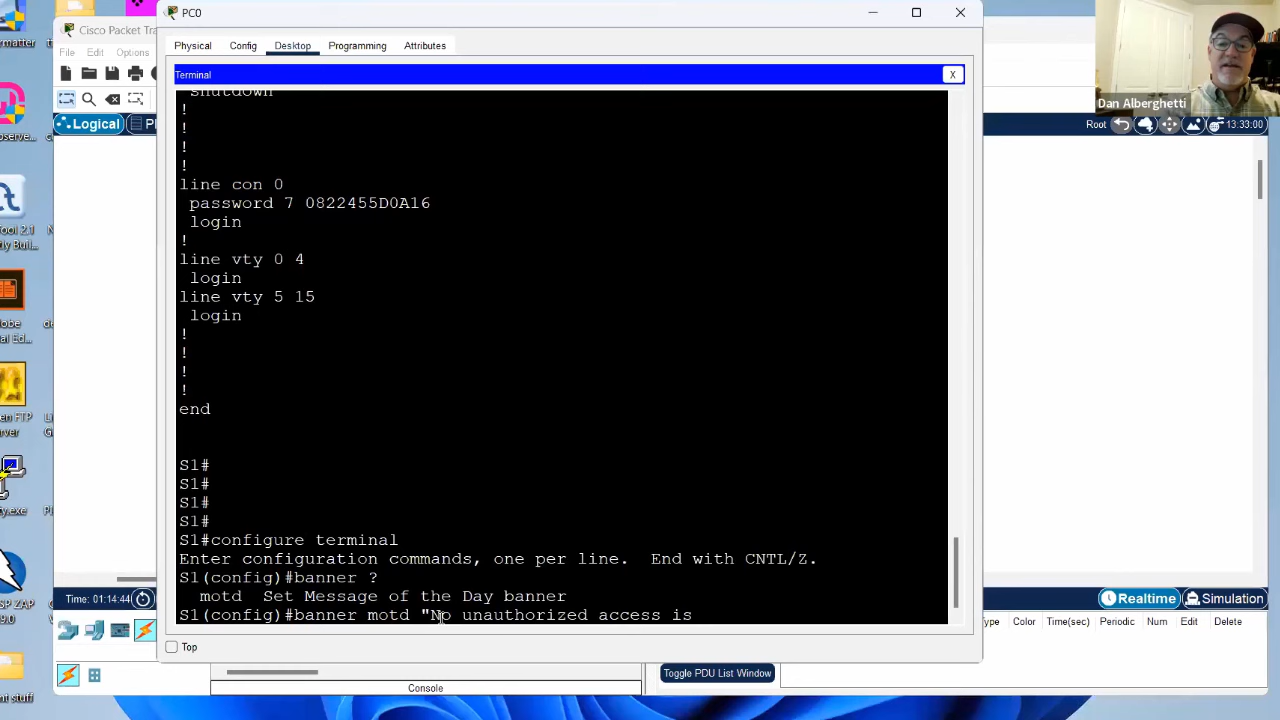 PC0
Cisco Packet Tra
File Edit Options
Physical Config Desktop Programming Attributes
Terminal
X
Dan Alberghetti
Logical
Root
13:33:00
shutdown
!
!
!
!
line con 0
password 7 0822455D0A16
login
!
line vty 0 4
login
line vty 5 15
login
!
!
!
!
end
S1#
S1#
S1#
S1#
S1#configure terminal
Enter configuration commands, one per line. End with CNTL/Z.
S1(config)#banner ?
motd Set Message of the Day banner
S1(config)#banner motd "No unauthorized access is
Top
Time: 01:14:44
Realtime
Simulation
Type Color Time(sec) Periodic Num Edit Delete
Toggle PDU List Window
Console